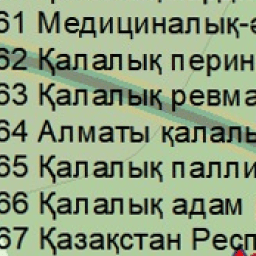 61 Медициналық-
62 Қалалық перин
63 Қалалық ревма
64 Алматы қалалы
65 Қалалық палли
66 Қалалық адам
67 Қазақстан Респ